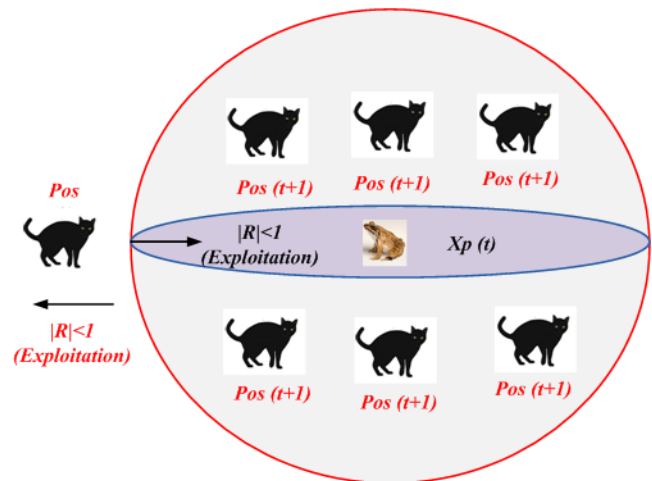 Pos (t+1)
Pos (t+1)
Pos (t+1)
Pos
|R|<1
(Exploitation)
Xp (t)
|R|<1
(Exploitation)
Pos (t+1)
Pos (t+1)
Pos (t+1)